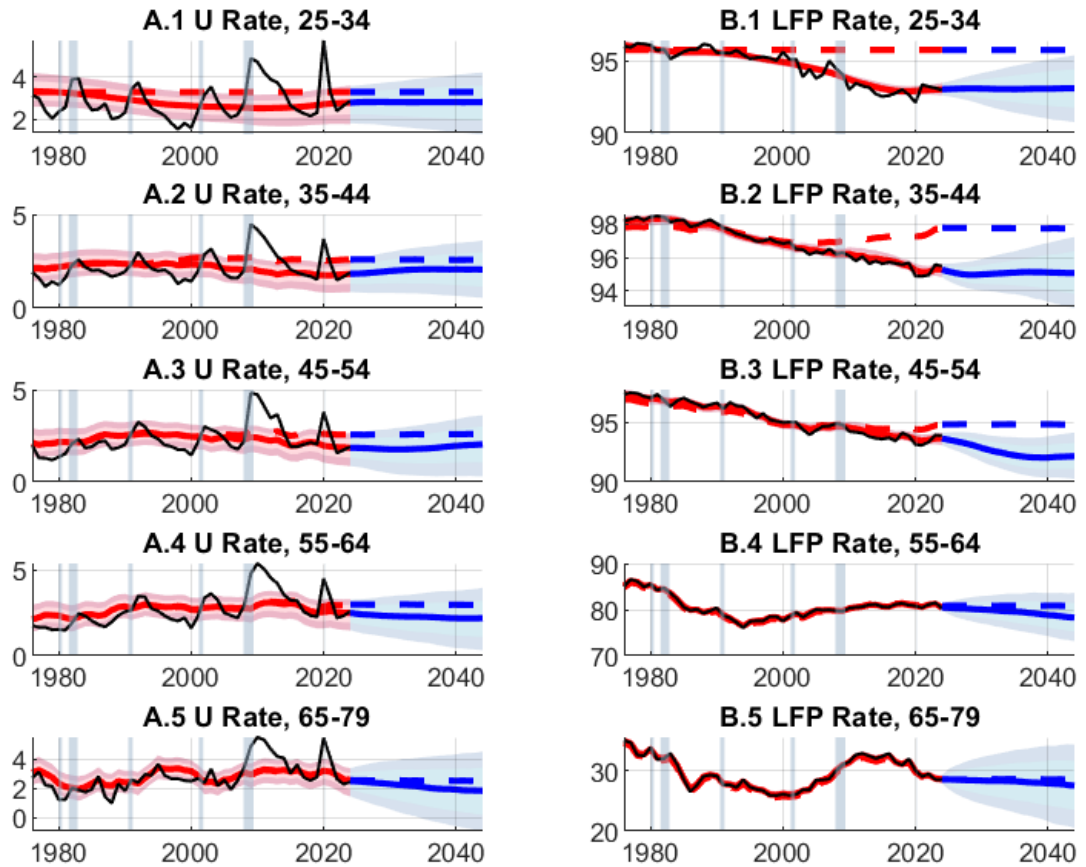 A.1 U Rate, 25-34
4
2
1980 2000 2020 2040
B.1 LFP Rate, 25-34
95
90
1980 2000 2020 2040
A.2 U Rate, 35-44
5
0
1980 2000 2020 2040
B.2 LFP Rate, 35-44
98
96
94
1980 2000 2020 2040
A.3 U Rate, 45-54
5
0
1980 2000 2020 2040
B.3 LFP Rate, 45-54
95
90
1980 2000 2020 2040
A.4 U Rate, 55-64
5
0
1980 2000 2020 2040
B.4 LFP Rate, 55-64
90
80
70
1980 2000 2020 2040
A.5 U Rate, 65-79
4
2
0
1980 2000 2020 2040
B.5 LFP Rate, 65-79
30
20
1980 2000 2020 2040